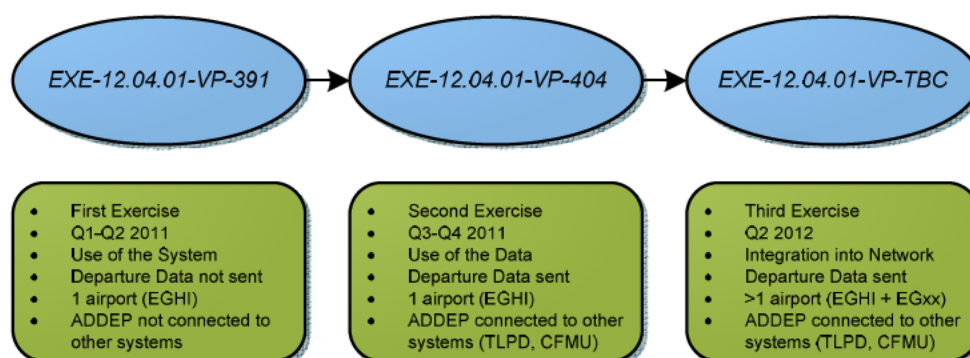 EXE-12.04.01-VP-391
EXE-12.04.01-VP-404
EXE-12.04.01-VP-TBC
• First Exercise
• Q1-Q2 2011
• Use of the System
• Departure Data not sent
• 1 airport (EGHI)
• ADDEP not connected to
other systems
• Second Exercise
• Q3-Q4 2011
• Use of the Data
• Departure Data sent
• 1 airport (EGHI)
• ADDEP connected to other
systems (TLPD, CFMU)
• Third Exercise
• Q2 2012
• Integration into Network
• Departure Data sent
• >1 airport (EGHI + EGxx)
• ADDEP connected to other
systems (TLPD, CFMU)